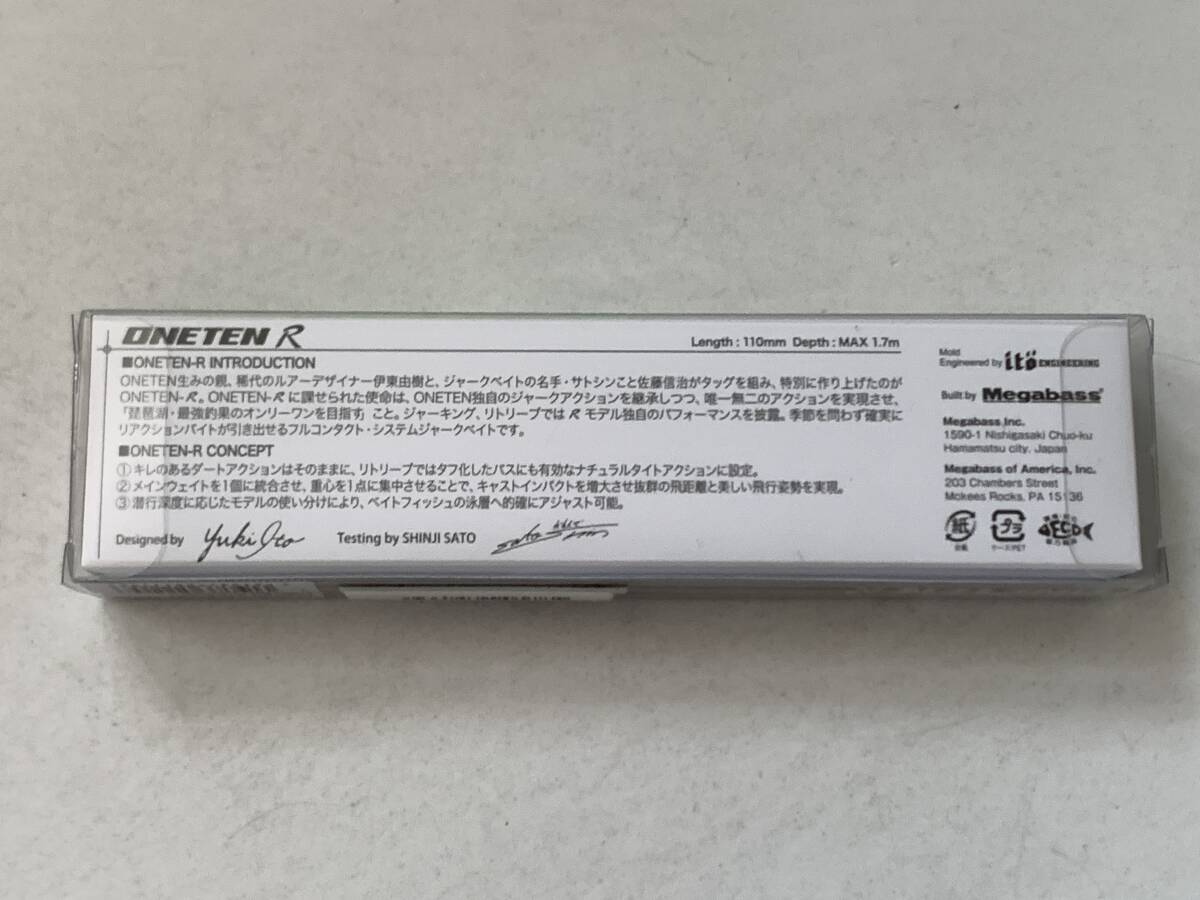 ONETEN R
Length : 110mm Depth : MAX 1.7m
■ONETEN-R INTRODUCTION
ONETEN生みの親、稀代のルアーデザイナー伊東由樹と、ジャークベイトの名手・サトシンこと佐藤信治がタッグを組み、特別に作り上げたのが
ONETEN-R。ONETEN-Rに課せられた使命は、ONETEN独自のジャークアクションを継承しつつ、唯一無二のアクションを実現させ、
「琵琶湖・最強釣果のオンリーワンを目指す」こと。ジャーキング、リトリーブではRモデル独自のパフォーマンスを披露。季節を問わず確実に
リアクションバイトが引き出せるフルコンタクト・システムジャークベイトです。
■ONETEN-R CONCEPT
①キレのあるダートアクションはそのままに、リトリーブではタフ化したバスにも有効なナチュラルタイトアクションに設定。
②メインウェイトを1個に統合させ、重心を1点に集中させることで、キャストインパクトを増大させ抜群の飛距離と美しい飛行姿勢を実現。
③潜行深度に応じたモデルの使い分けにより、ベイトフィッシュの泳層へ的確にアジャスト可能。
Designed by Yuki Ito Testing by SHINJI SATO
Mold
Engineered by itö ENGINEERING
Built by Megabass
Megabass Inc.
1590-1 Nishigasaki Chuo-ku
Hamamatsu city. Japan
Megabass of America, Inc.
203 Chambers Street
Mckees Rocks, PA 15136
紙 プラ ECO
台紙 ケース/PET